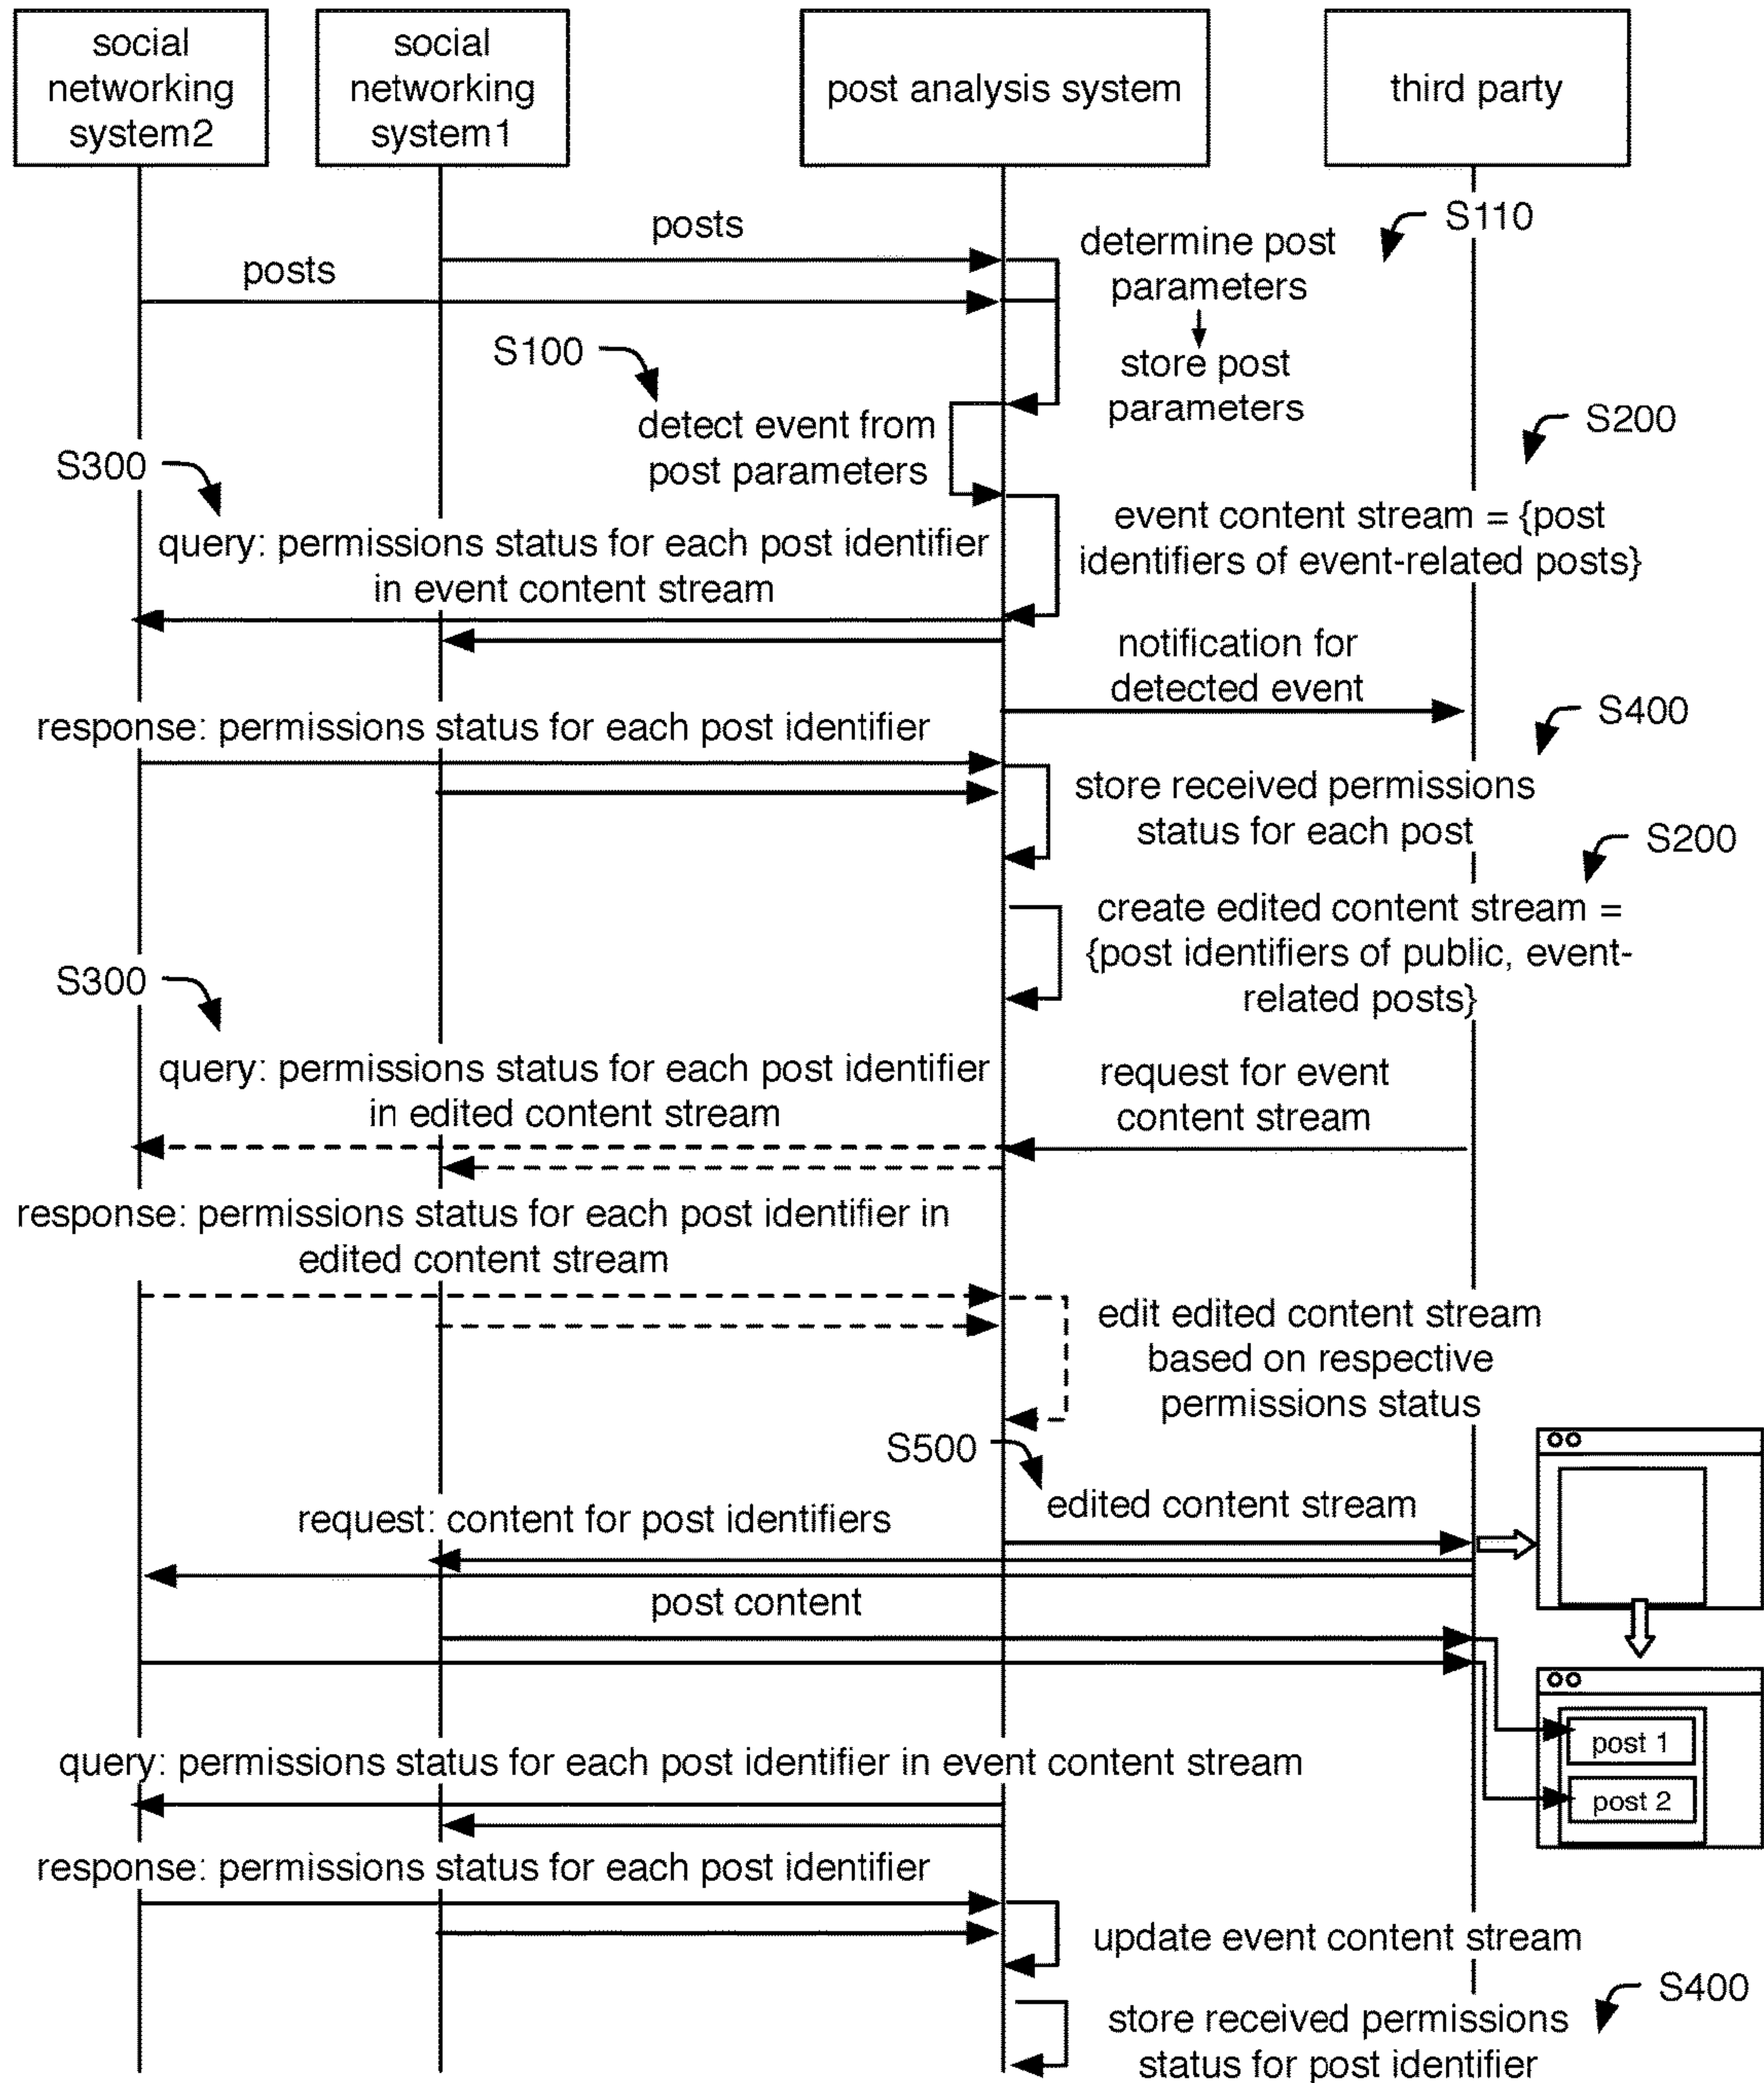 social
networking
system2
social
networking
system1
post analysis system
third party
posts
posts
S110
determine post
parameters
store post
parameters
S100
detect event from
post parameters
S200
S300
event content stream = {post
identifiers of event-related posts}
query: permissions status for each post identifier
in event content stream
notification for
detected event
response: permissions status for each post identifier
S400
store received permissions
status for each post
S200
create edited content stream =
{post identifiers of public, event-
related posts}
S300
query: permissions status for each post identifier
in edited content stream
request for event
content stream
response: permissions status for each post identifier in
edited content stream
edit edited content stream
based on respective
permissions status
S500
edited content stream
request: content for post identifiers
post content
post 1
post 2
query: permissions status for each post identifier in event content stream
response: permissions status for each post identifier
update event content stream
S400
store received permissions
status for post identifier